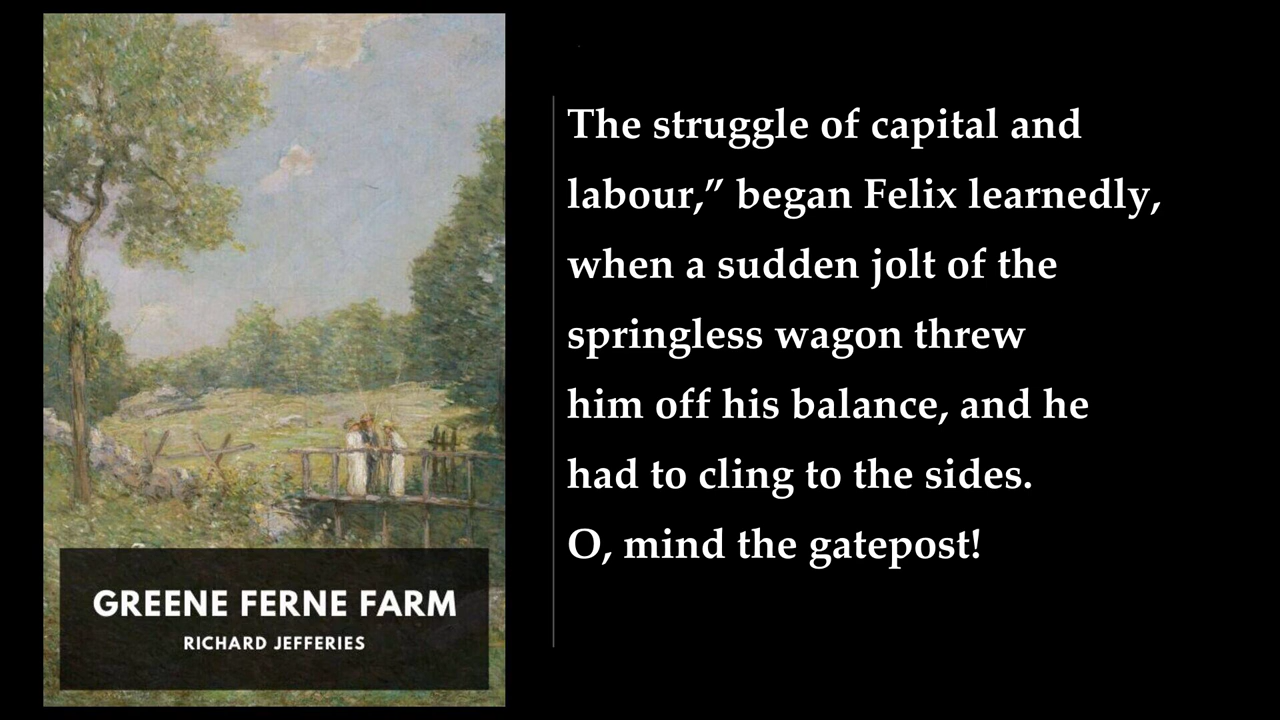 The struggle of capital and
labour,” began Felix learnedly,
when a sudden jolt of the
springless wagon threw
him off his balance, and he
had to cling to the sides.
O, mind the gatepost!
GREENE FERNE FARM
RICHARD JEFFERIES